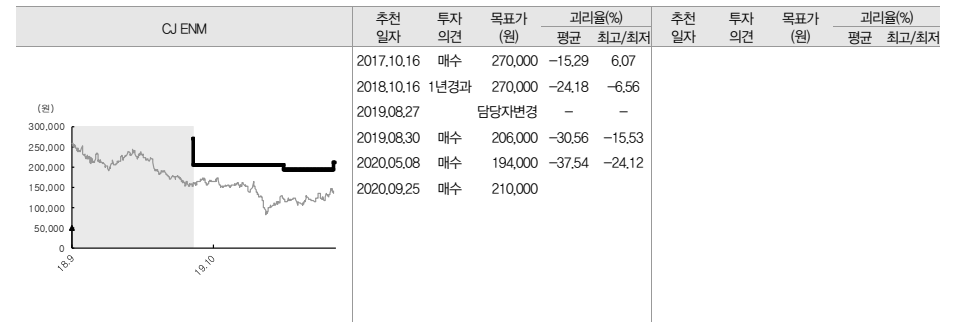 CJ ENM
추천 투자 목표가 괴리율(%) 추천 투자 목표가 괴리율(%)
일자 의견 (원) 평균 최고/최저 일자 의견 (원) 평균 최고/최저
2017.10.16 매수 270,000 -15.29 6.07
2018.10.16 1년경과 270,000 -24.18 -6.56
2019.08.27 담당자변경 - -
2019.08.30 매수 206,000 -30.56 -15.53
2020.05.08 매수 194,000 -37.54 -24.12
2020.09.25 매수 210,000
(원)
300,000
250,000
200,000
150,000
100,000
50,000
0
18.9 19.10